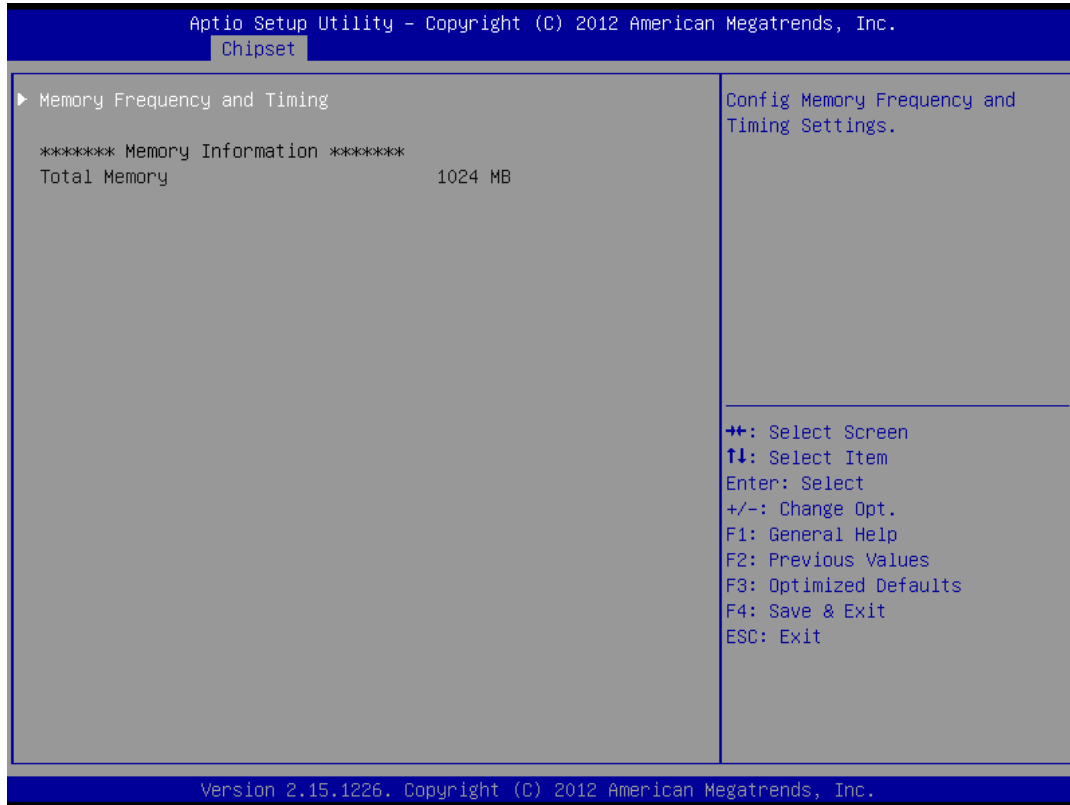 Aptio Setup Utility – Copyright (C) 2012 American Megatrends, Inc.
Chipset
Memory Frequency and Timing
******* Memory Information *******
Total Memory 1024 MB
Config Memory Frequency and
Timing Settings.
→←: Select Screen
↑↓: Select Item
Enter: Select
+/-: Change Opt.
F1: General Help
F2: Previous Values
F3: Optimized Defaults
F4: Save & Exit
ESC: Exit
Version 2.15.1226. Copyright (C) 2012 American Megatrends, Inc.